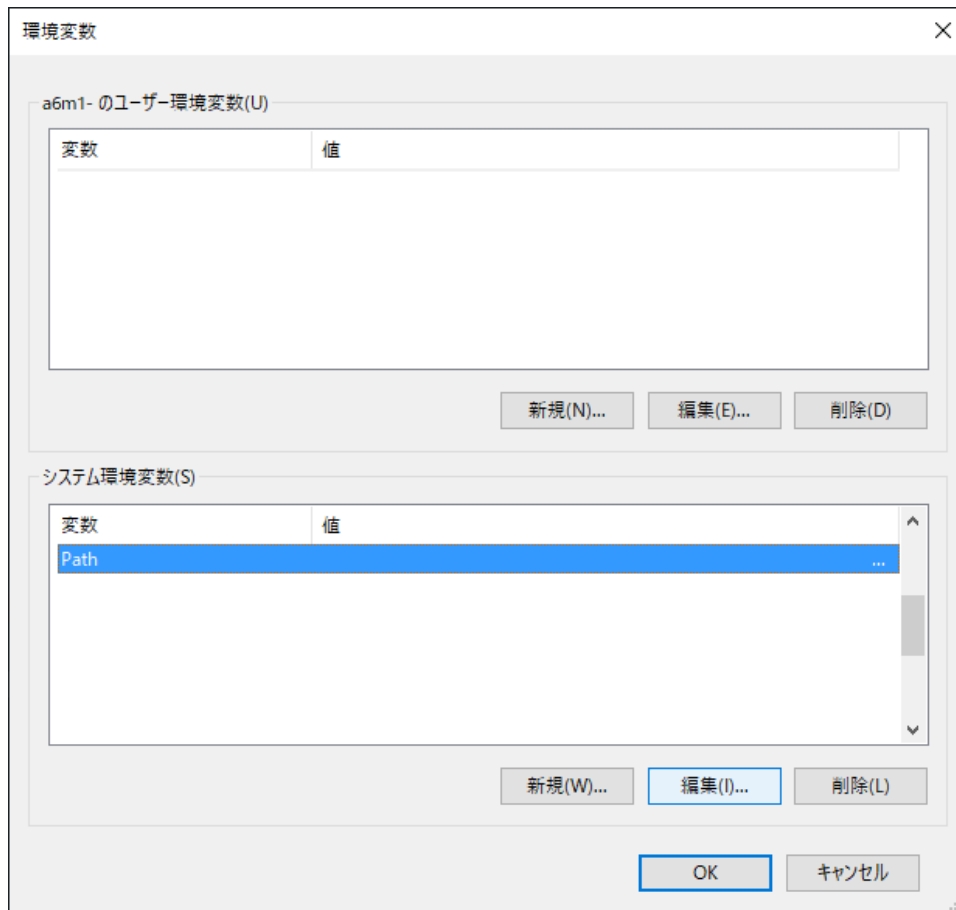 環境変数
a6m1- のユーザー環境変数(U)
変数 値
新規(N)... 編集(E)... 削除(D)
システム環境変数(S)
変数 値
Path ...
新規(W)... 編集(I)... 削除(L)
OK キャンセル